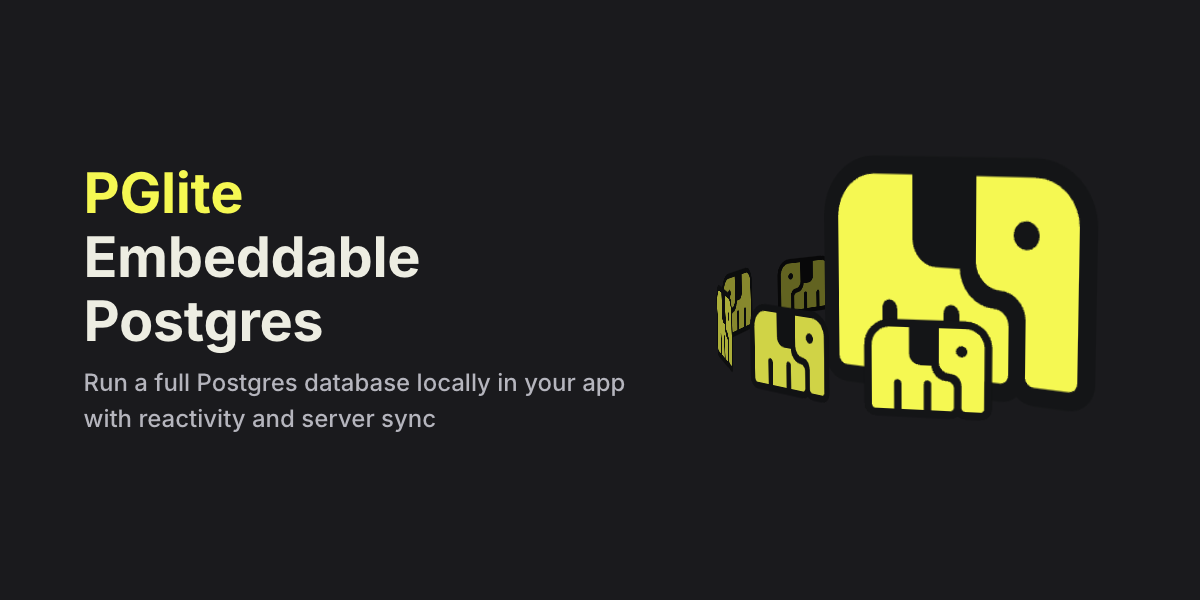 PGlite
Embeddable
Postgres
Run a full Postgres database locally in your app
with reactivity and server sync